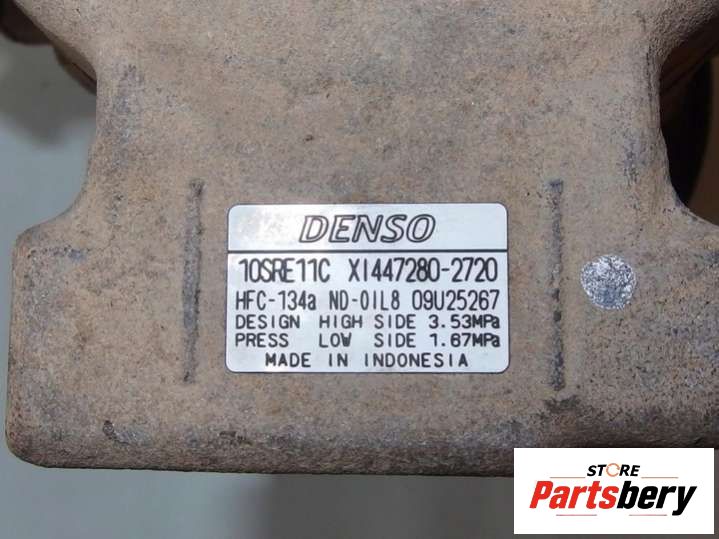 DENSO
10SRE11C XI447280-2720
HFC-134a ND-OIL8 09U25267
DESIGN HIGH SIDE 3.53MPa
PRESS LOW SIDE 1.67MPa
MADE IN INDONESIA
STORE
Partsbery